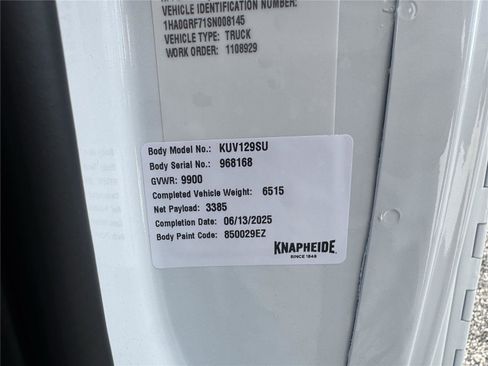 VEHICLE IDENTIFICATION NUMBER:
1HA0GRF71SN008145
VEHICLE TYPE: TRUCK
WORK ORDER: 1108929
Body Model No.: KUV129SU
Body Serial No.: 968168
GVWR: 9900
Completed Vehicle Weight: 6515
Net Payload: 3385
Completion Date: 06/13/2025
Body Paint Code: 850029EZ
KNAPHEIDE
SINCE 1848